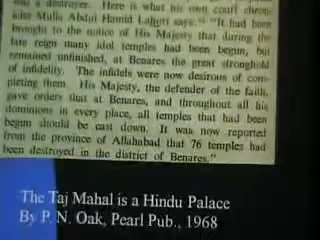 was a destroyer. Here is what his own court chron-
icler Mulla Abdul Hamid Lahori says: "It had been
brought to the notice of His Majesty that during the
late reign many idol temples had been begun, but
remained unfinished, at Benares the great stronghold
of infidelity. The infidels were now desirous of com-
pleting them. His Majesty, the defender of the faith,
gave orders that at Benares, and throughout all his
dominions in every place, all temples that had been
begun should be cast down. It was now reported
from the province of Allahabad that 76 temples had
been destroyed in the district of Benares."
The Taj Mahal is a Hindu Palace
By P. N. Oak, Pearl Pub., 1968